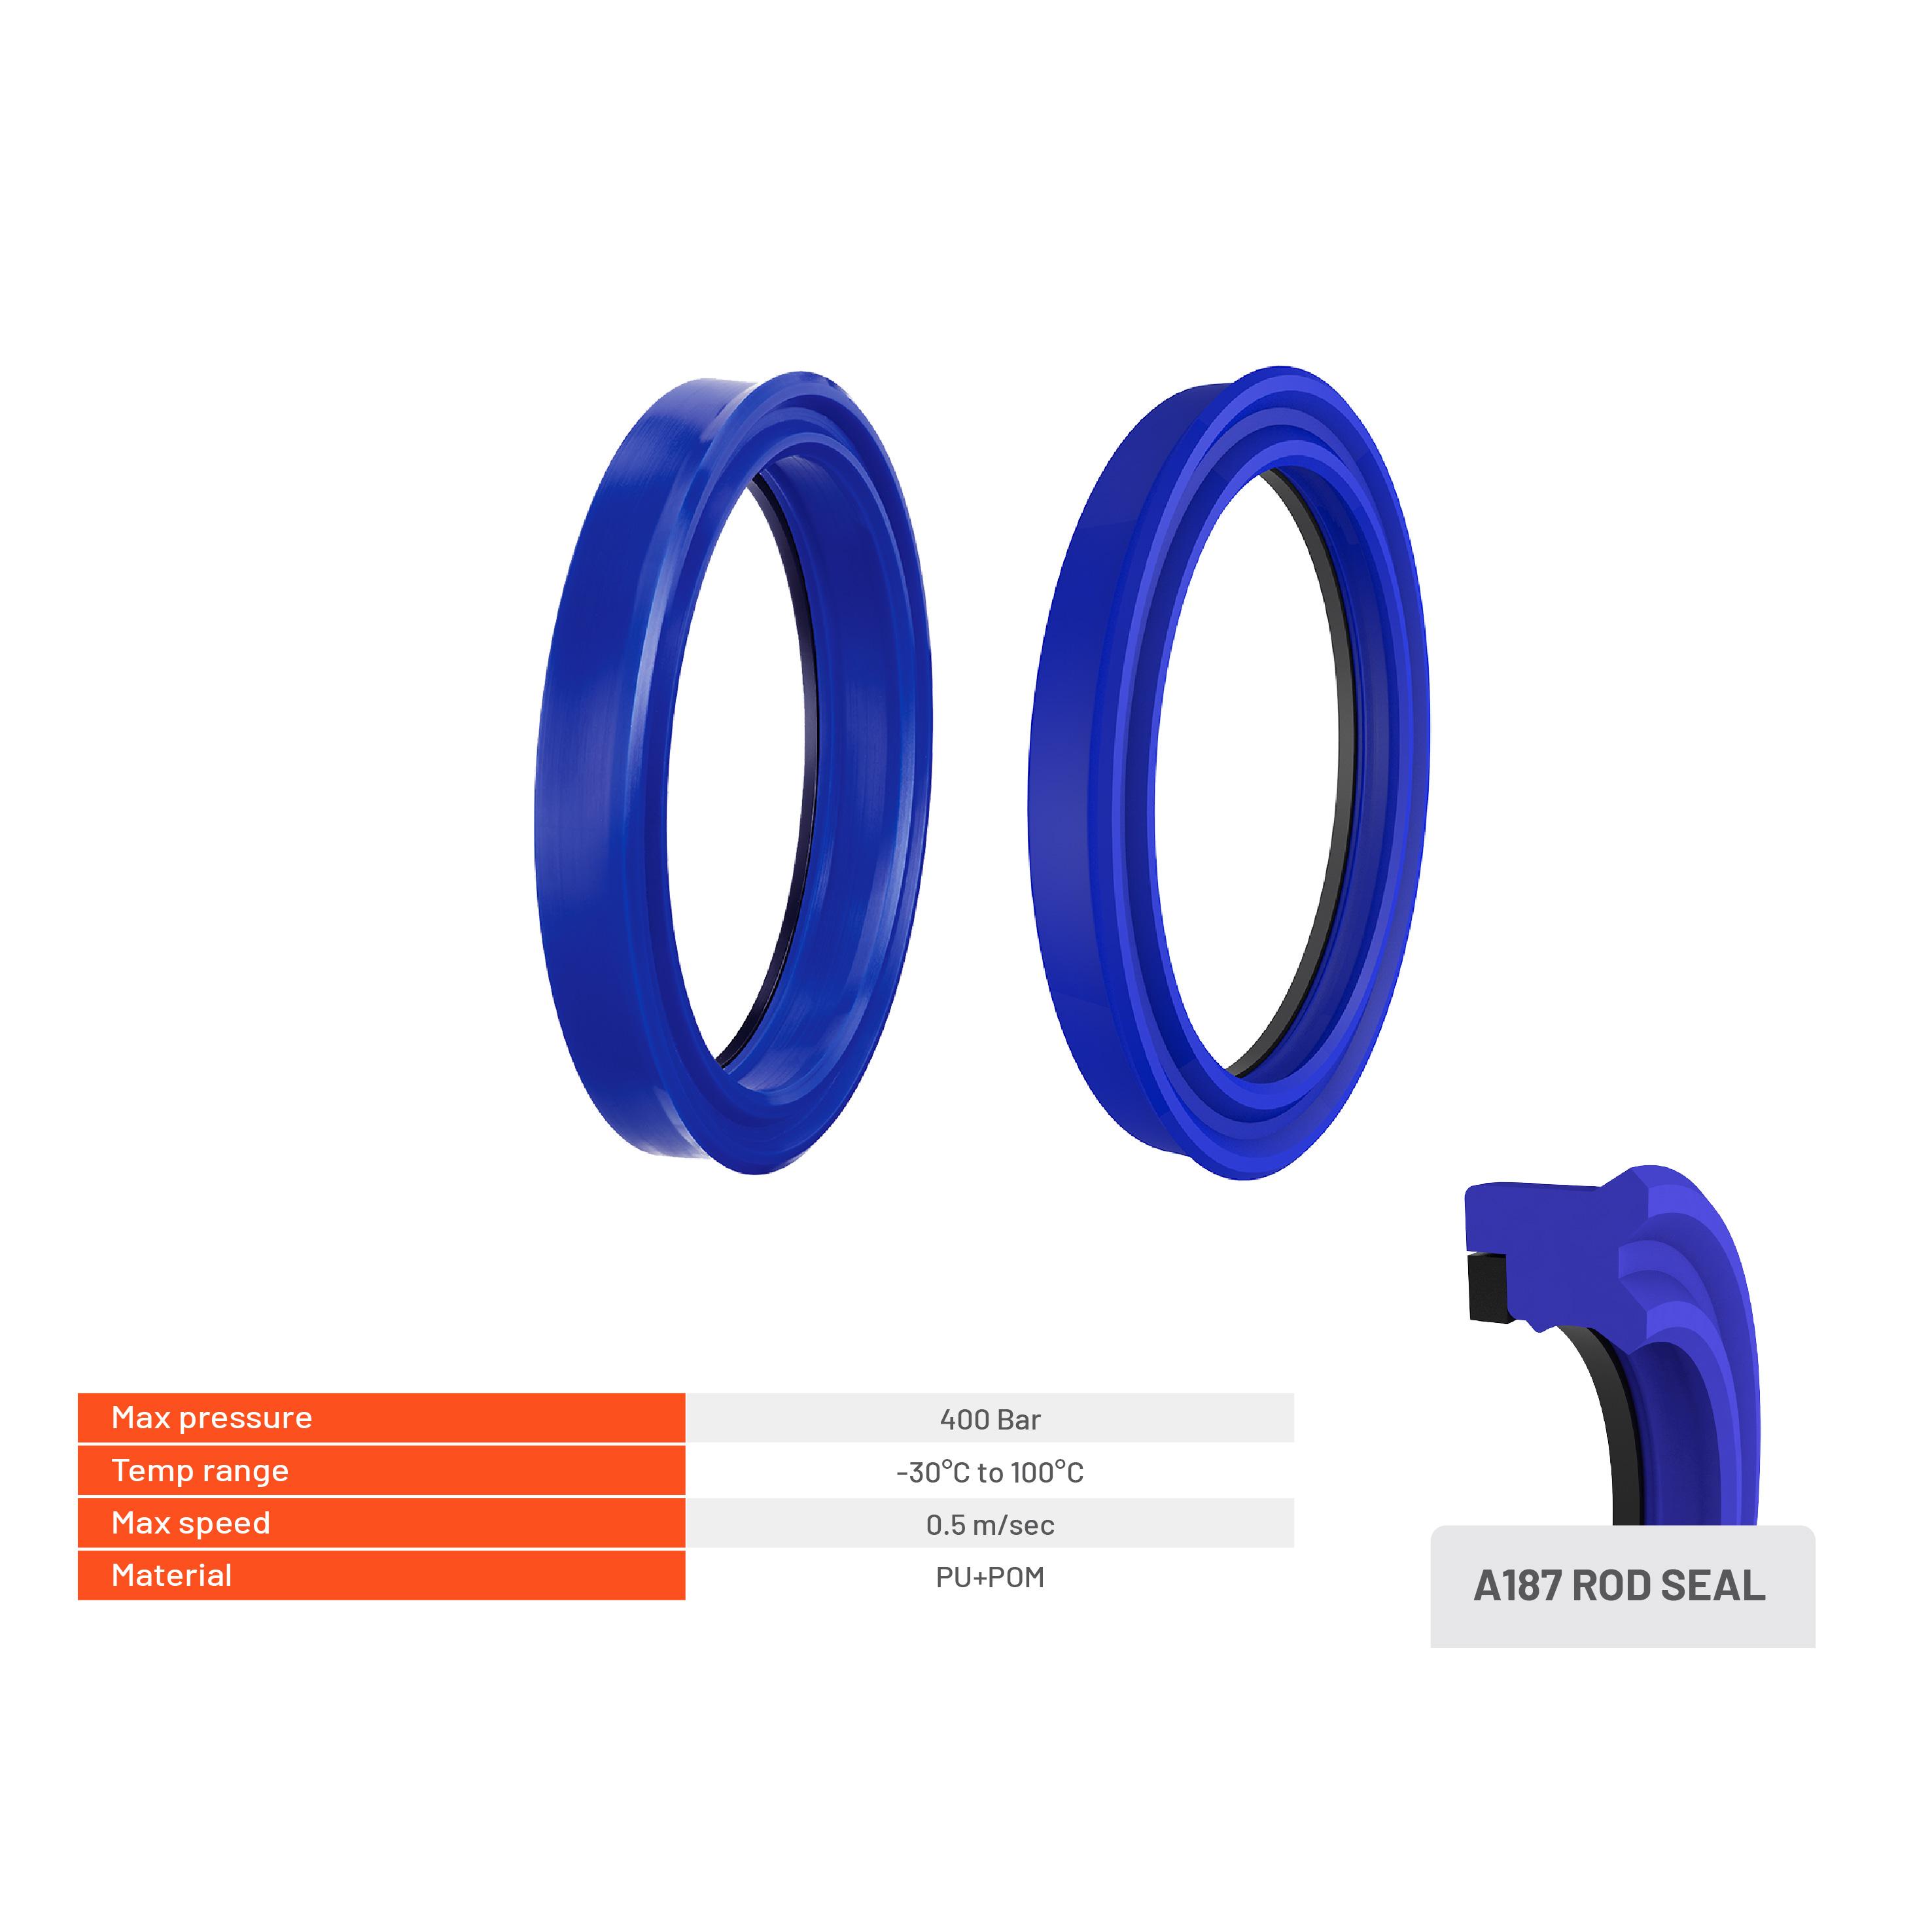 Max pressure 400 Bar
Temp range -30°C to 100°C
Max speed 0.5 m/sec
Material PU+POM
A187 ROD SEAL